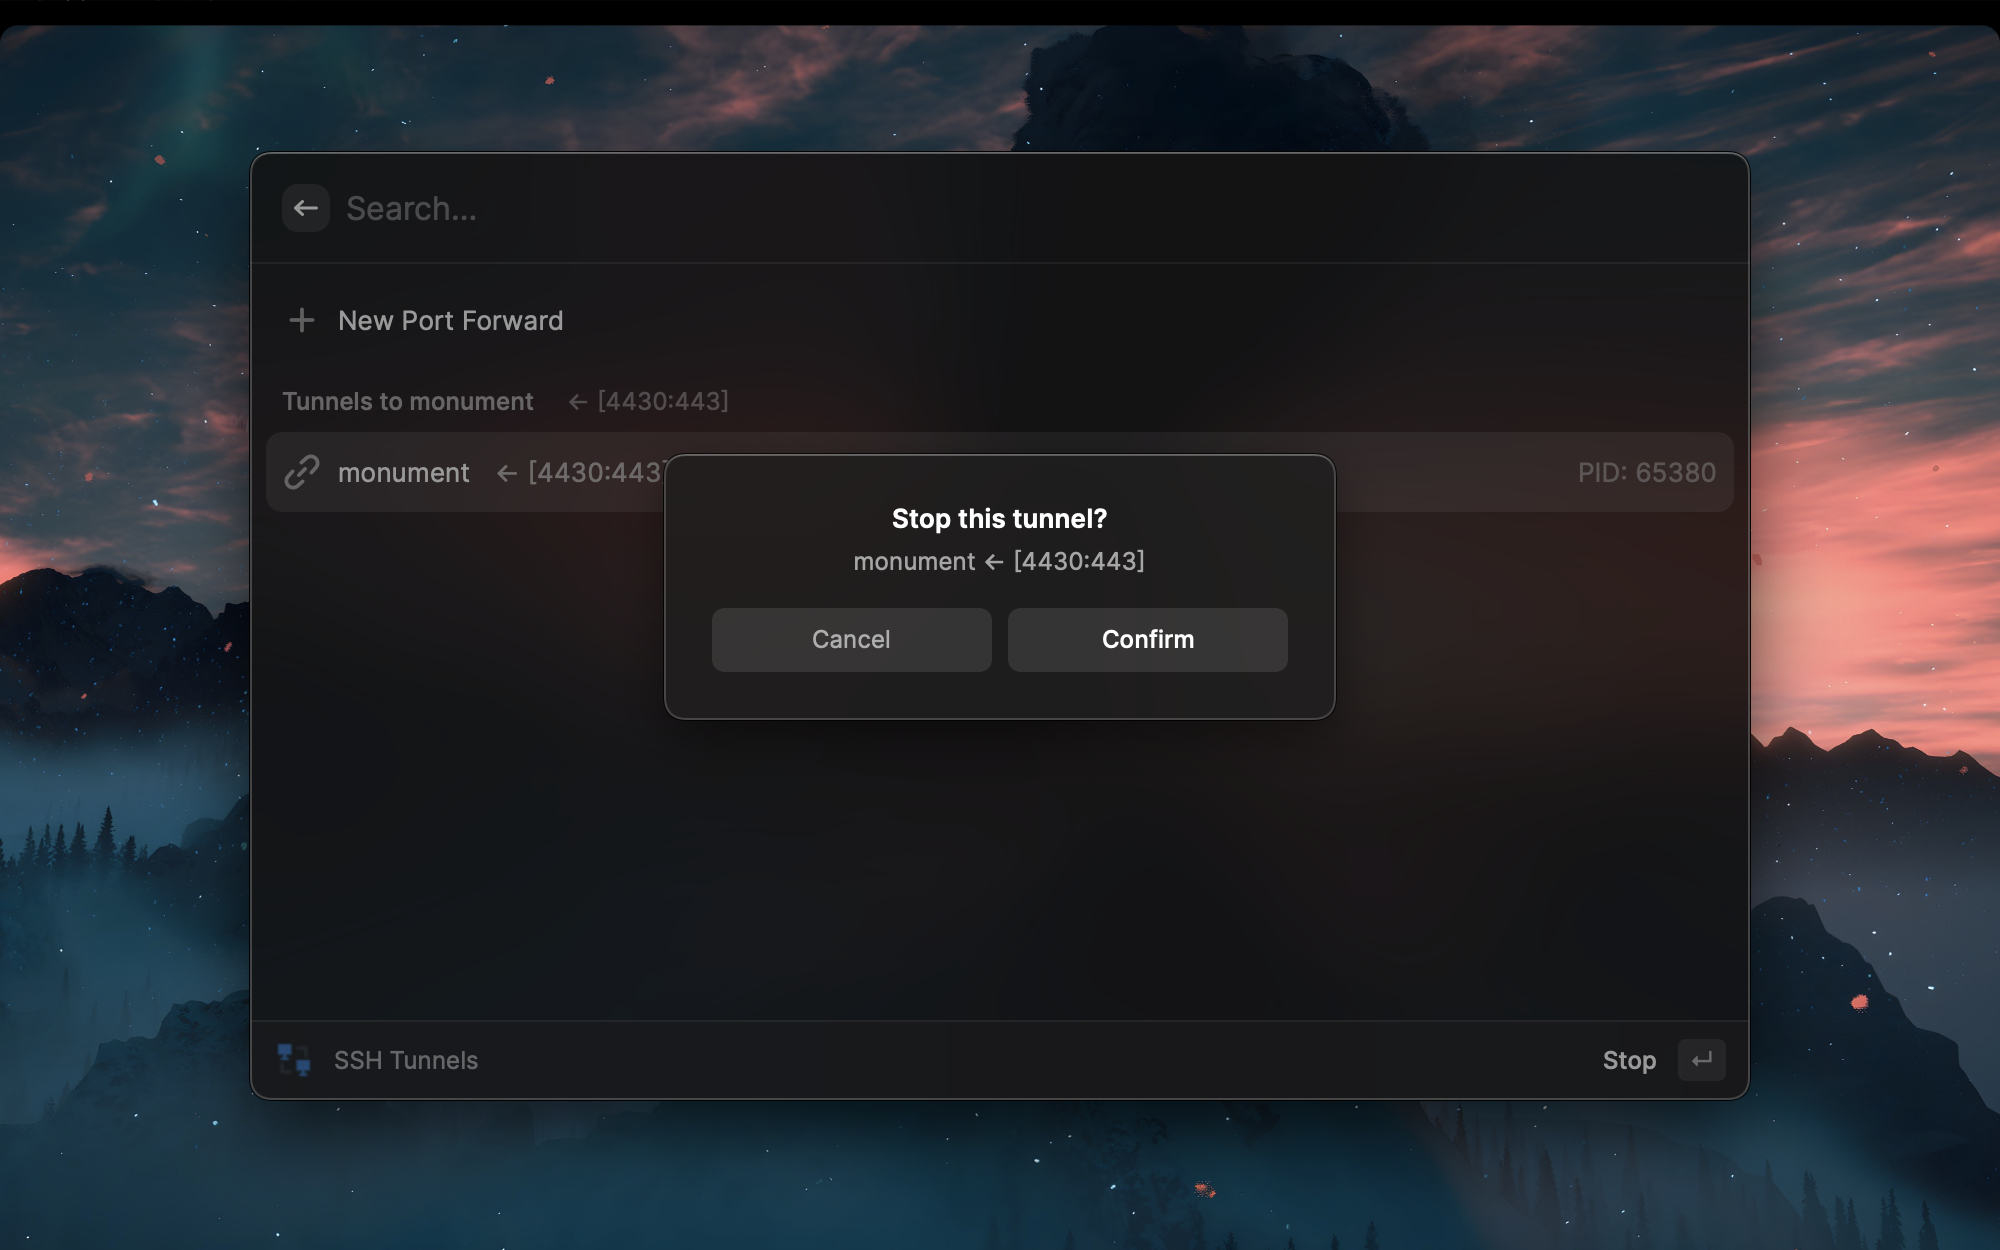 Search...
New Port Forward
Tunnels to monument ← [4430:443]
monument ← [4430:443]
PID: 65380
Stop this tunnel?
monument ← [4430:443]
Cancel
Confirm
SSH Tunnels
Stop